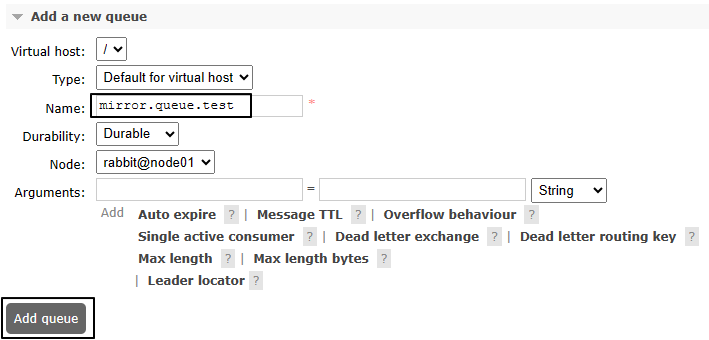 Add a new queue
Virtual host: /
Type: Default for virtual host
Name: mirror.queue.test *
Durability: Durable
Node: rabbit@node01
Arguments: = String
Add Auto expire ? | Message TTL ? | Overflow behaviour ?
Single active consumer ? | Dead letter exchange ? | Dead letter routing key ?
Max length ? | Max length bytes ?
| Leader locator ?
Add queue